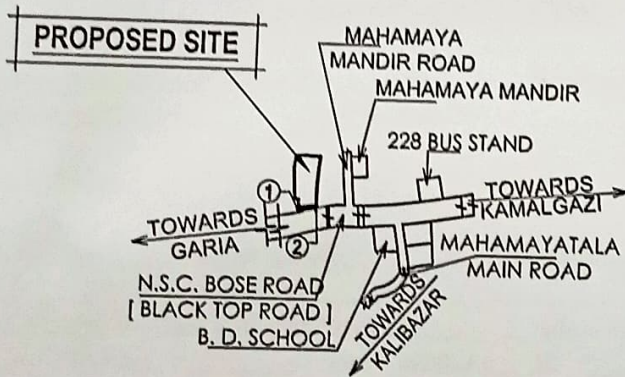 PROPOSED SITE
MAHAMAYA
MANDIR ROAD
MAHAMAYA MANDIR
228 BUS STAND
1
TOWARDS
KAMALGAZI
TOWARDS
GARIA
2
MAHAMAYATALA
MAIN ROAD
N.S.C. BOSE ROAD
[ BLACK TOP ROAD ]
B. D. SCHOOL
TOWARDS
KALIBAZAR